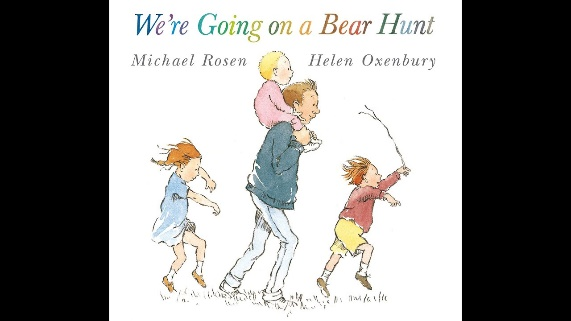 We're Going on a Bear Hunt
Michael Rosen Helen Oxenbury